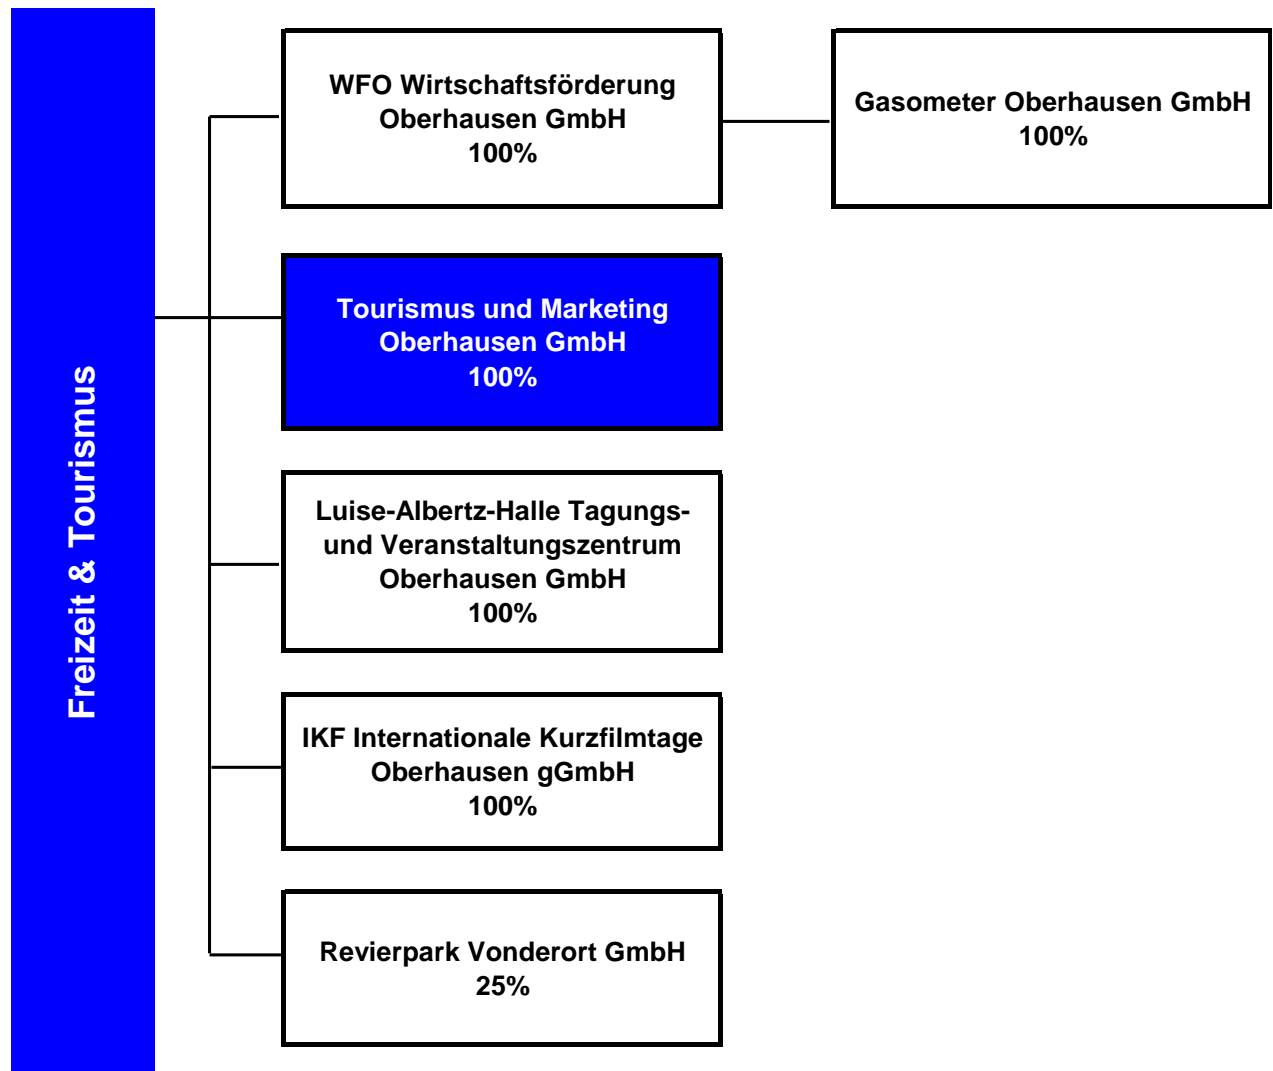 Freizeit & Tourismus
WFO Wirtschaftsförderung
Oberhausen GmbH
100%
Gasometer Oberhausen GmbH
100%
Tourismus und Marketing
Oberhausen GmbH
100%
Luise-Albertz-Halle Tagungs-
und Veranstaltungszentrum
Oberhausen GmbH
100%
IKF Internationale Kurzfilmtage
Oberhausen gGmbH
100%
Revierpark Vonderort GmbH
25%